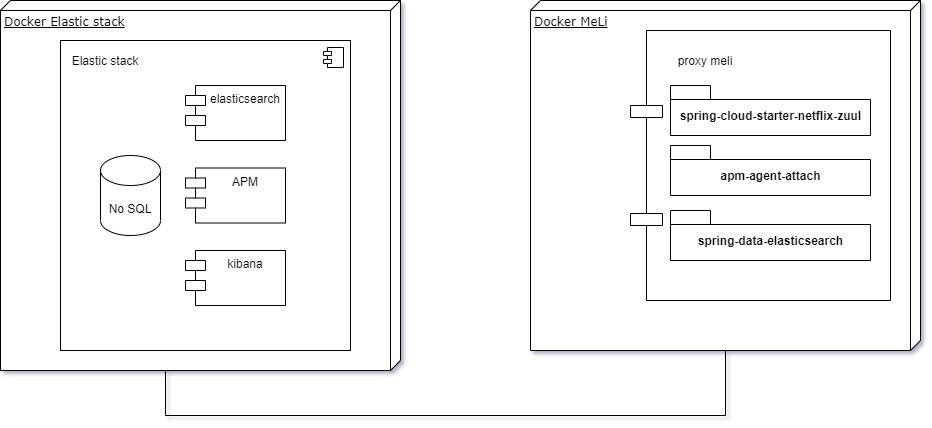 Docker Elastic stack
Elastic stack
elasticsearch
APM
No SQL
kibana
Docker MeLi
proxy meli
spring-cloud-starter-netflix-zuul
apm-agent-attach
spring-data-elasticsearch